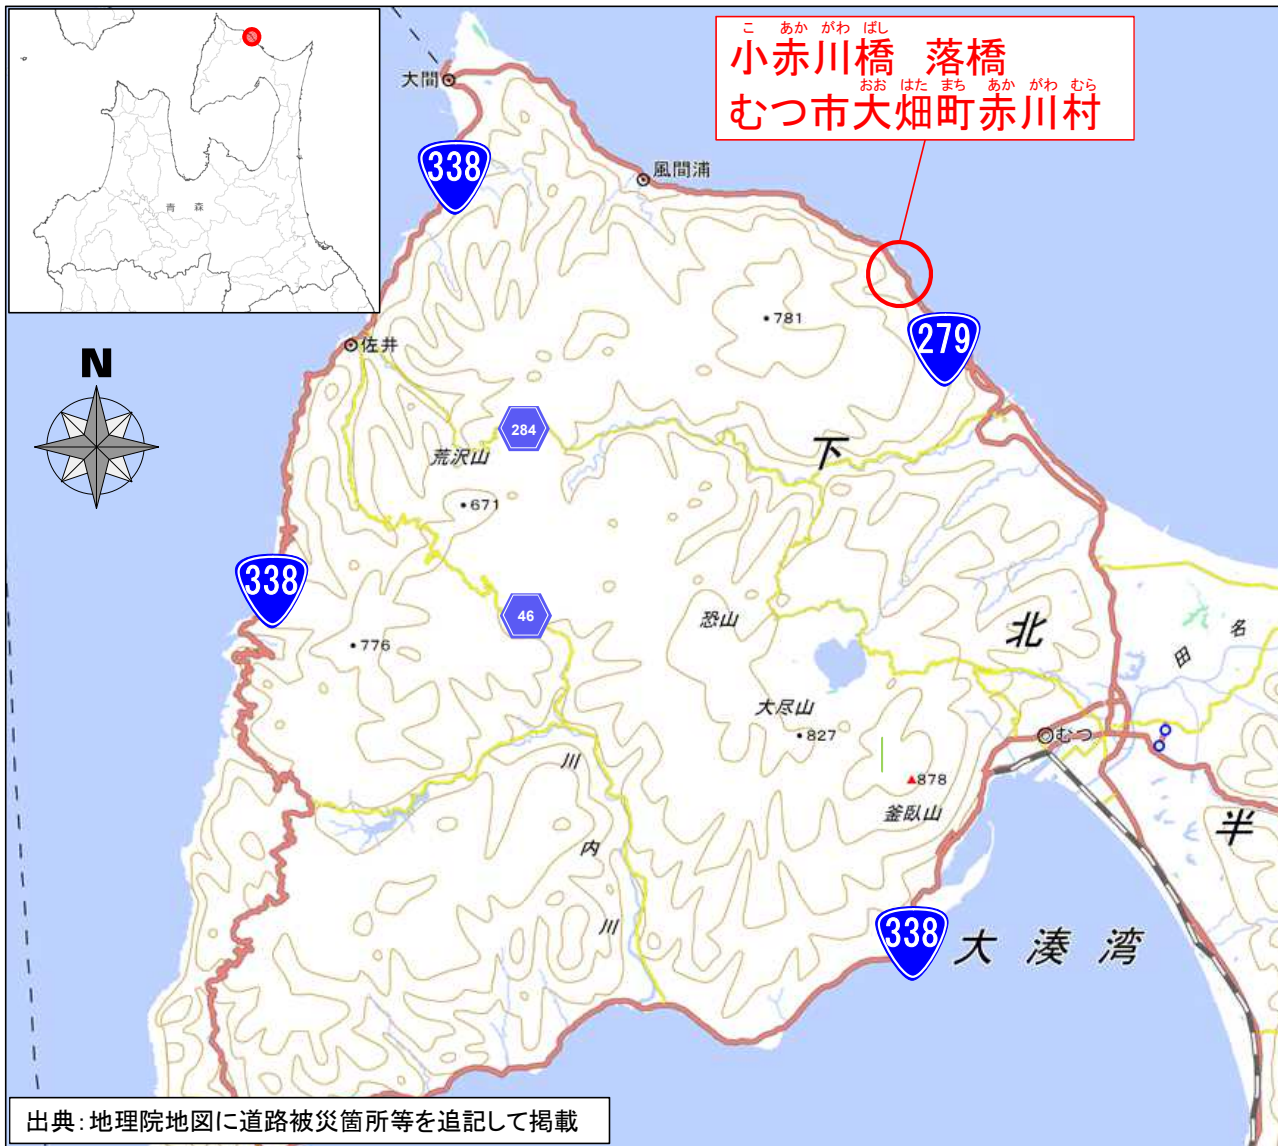 こ あか がわ ばし
小赤川橋 落橋
おお はた まち あか がわ むら
むつ市大畑町赤川村
青森
大間
338
風間浦
781
279
佐井
N
284
荒沢山
671
下
338
46
776
恐山
北
名
田
大尽山
827
むつ
878
釜臥山
川
内
川
半
338
大湊湾
出典：地理院地図に道路被災箇所等を追記して掲載